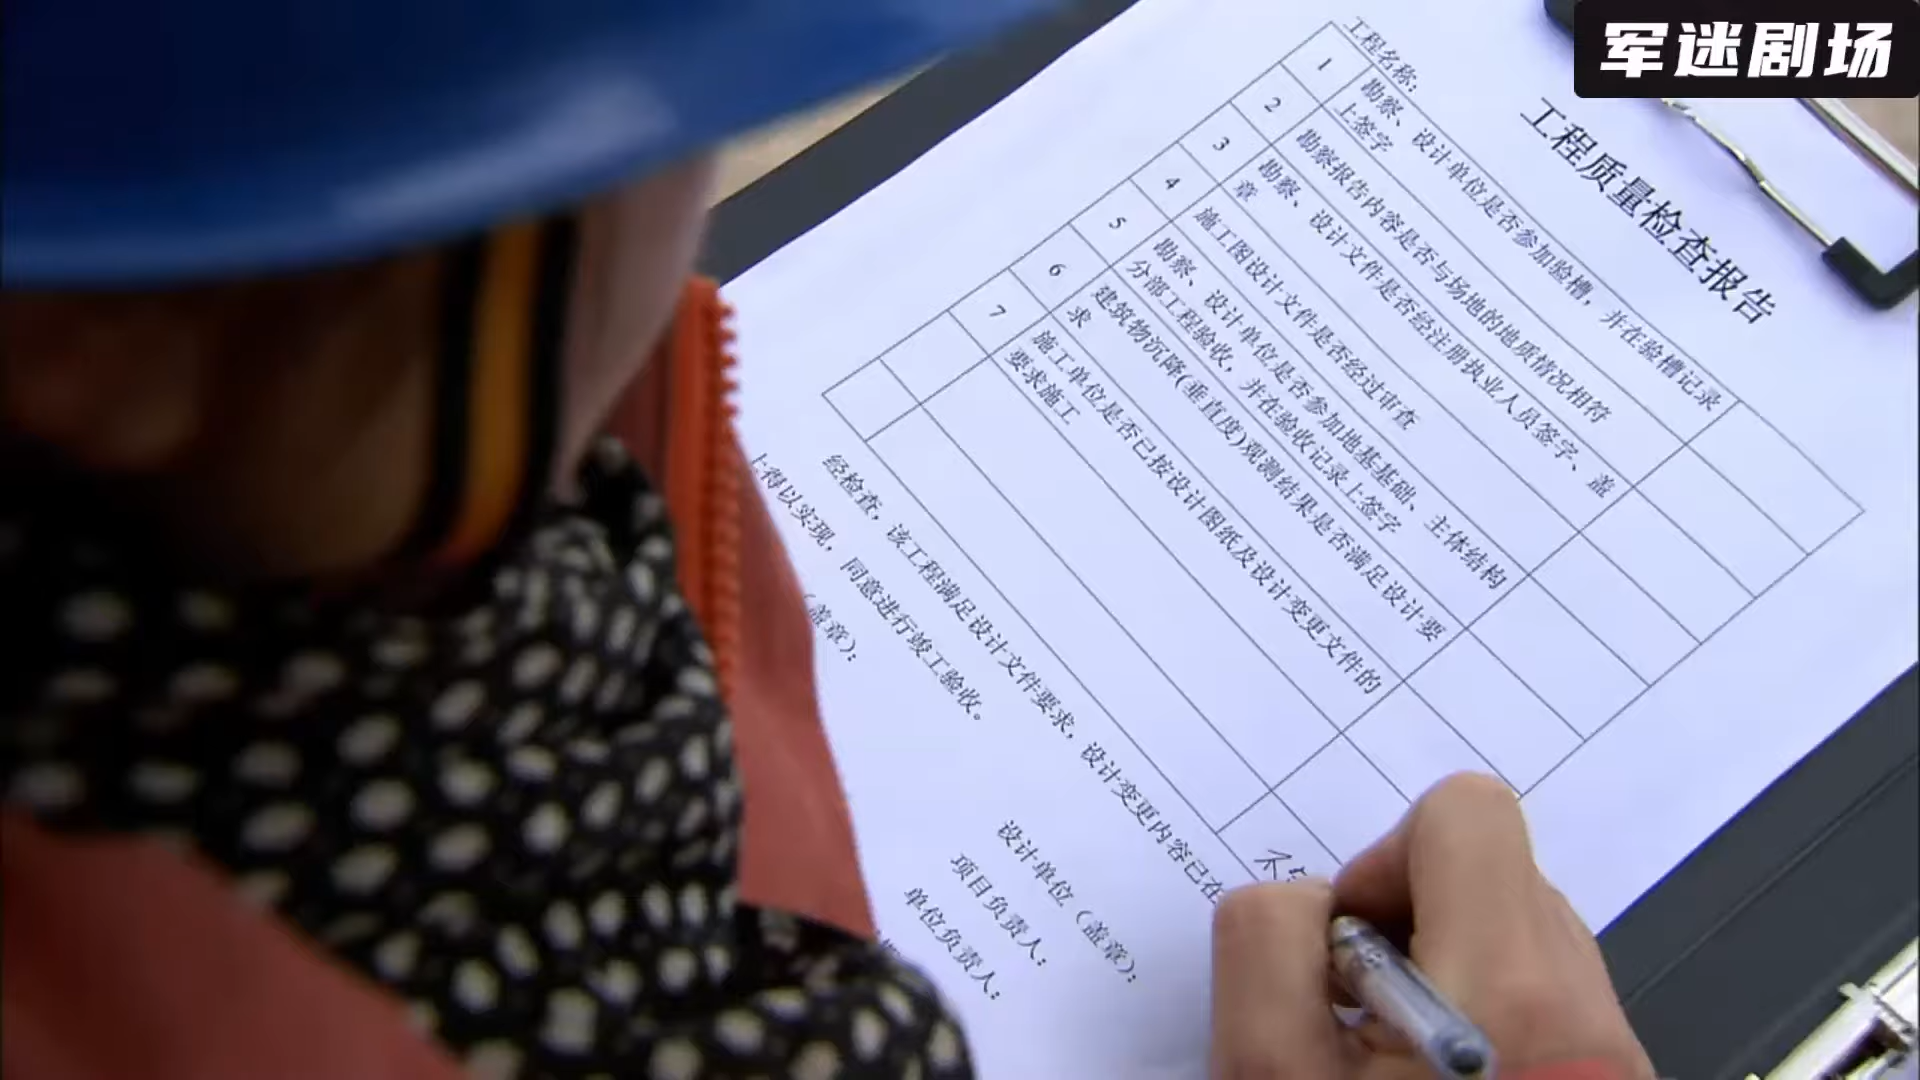 军迷剧场
工程质量检查报告
工程名称:
1 勘察、设计单位是否参加验槽，并在验槽记录
上签字
2 勘察报告内容是否与场地的地质情况相符
3 勘察、设计文件是否经注册执业人员签字、盖
章
4 施工图设计文件是否经过审查
5 勘察、设计单位是否参加地基基础、主体结构
分部工程验收，并在验收记录上签字
6 建筑物沉降(垂直度)观测结果是否满足设计要
求
7 施工单位是否已按设计图纸及设计变更文件的
要求施工
经检查，该工程满足设计文件要求，设计变更内容已在
上得以实现，同意进行竣工验收。
不
设计单位（盖章）：
（盖章）：
项目负责人：
单位负责人：